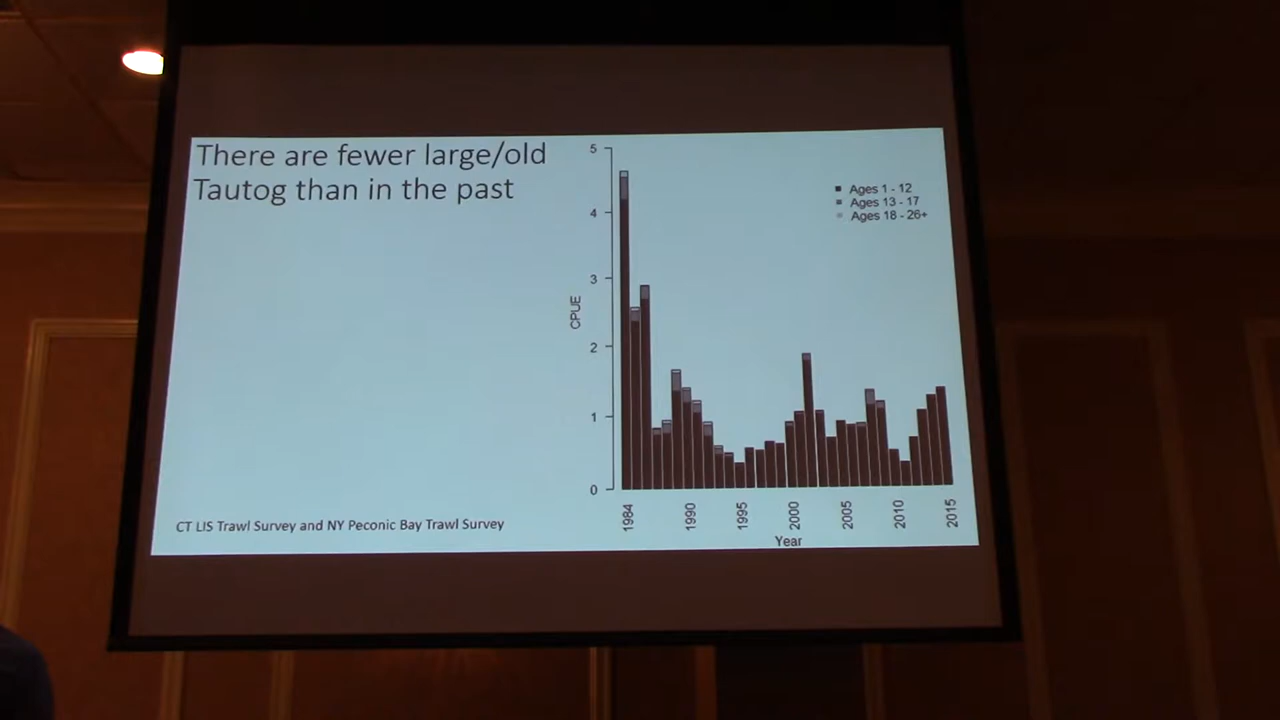 There are fewer large/old
Tautog than in the past
5
4
3
2
1
0
CPUE
Ages 1 - 12
Ages 13 - 17
Ages 18 - 26+
1984
1990
1995
2000
2005
2010
2015
Year
CT LIS Trawl Survey and NY Peconic Bay Trawl Survey